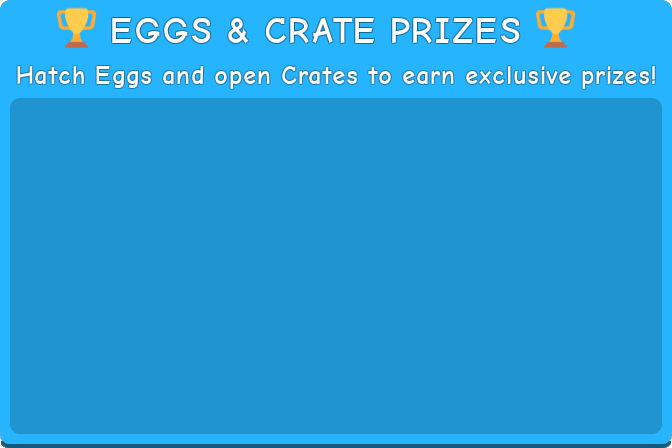 EGGS & CRATE PRIZES
Hatch Eggs and open Crates to earn exclusive prizes!